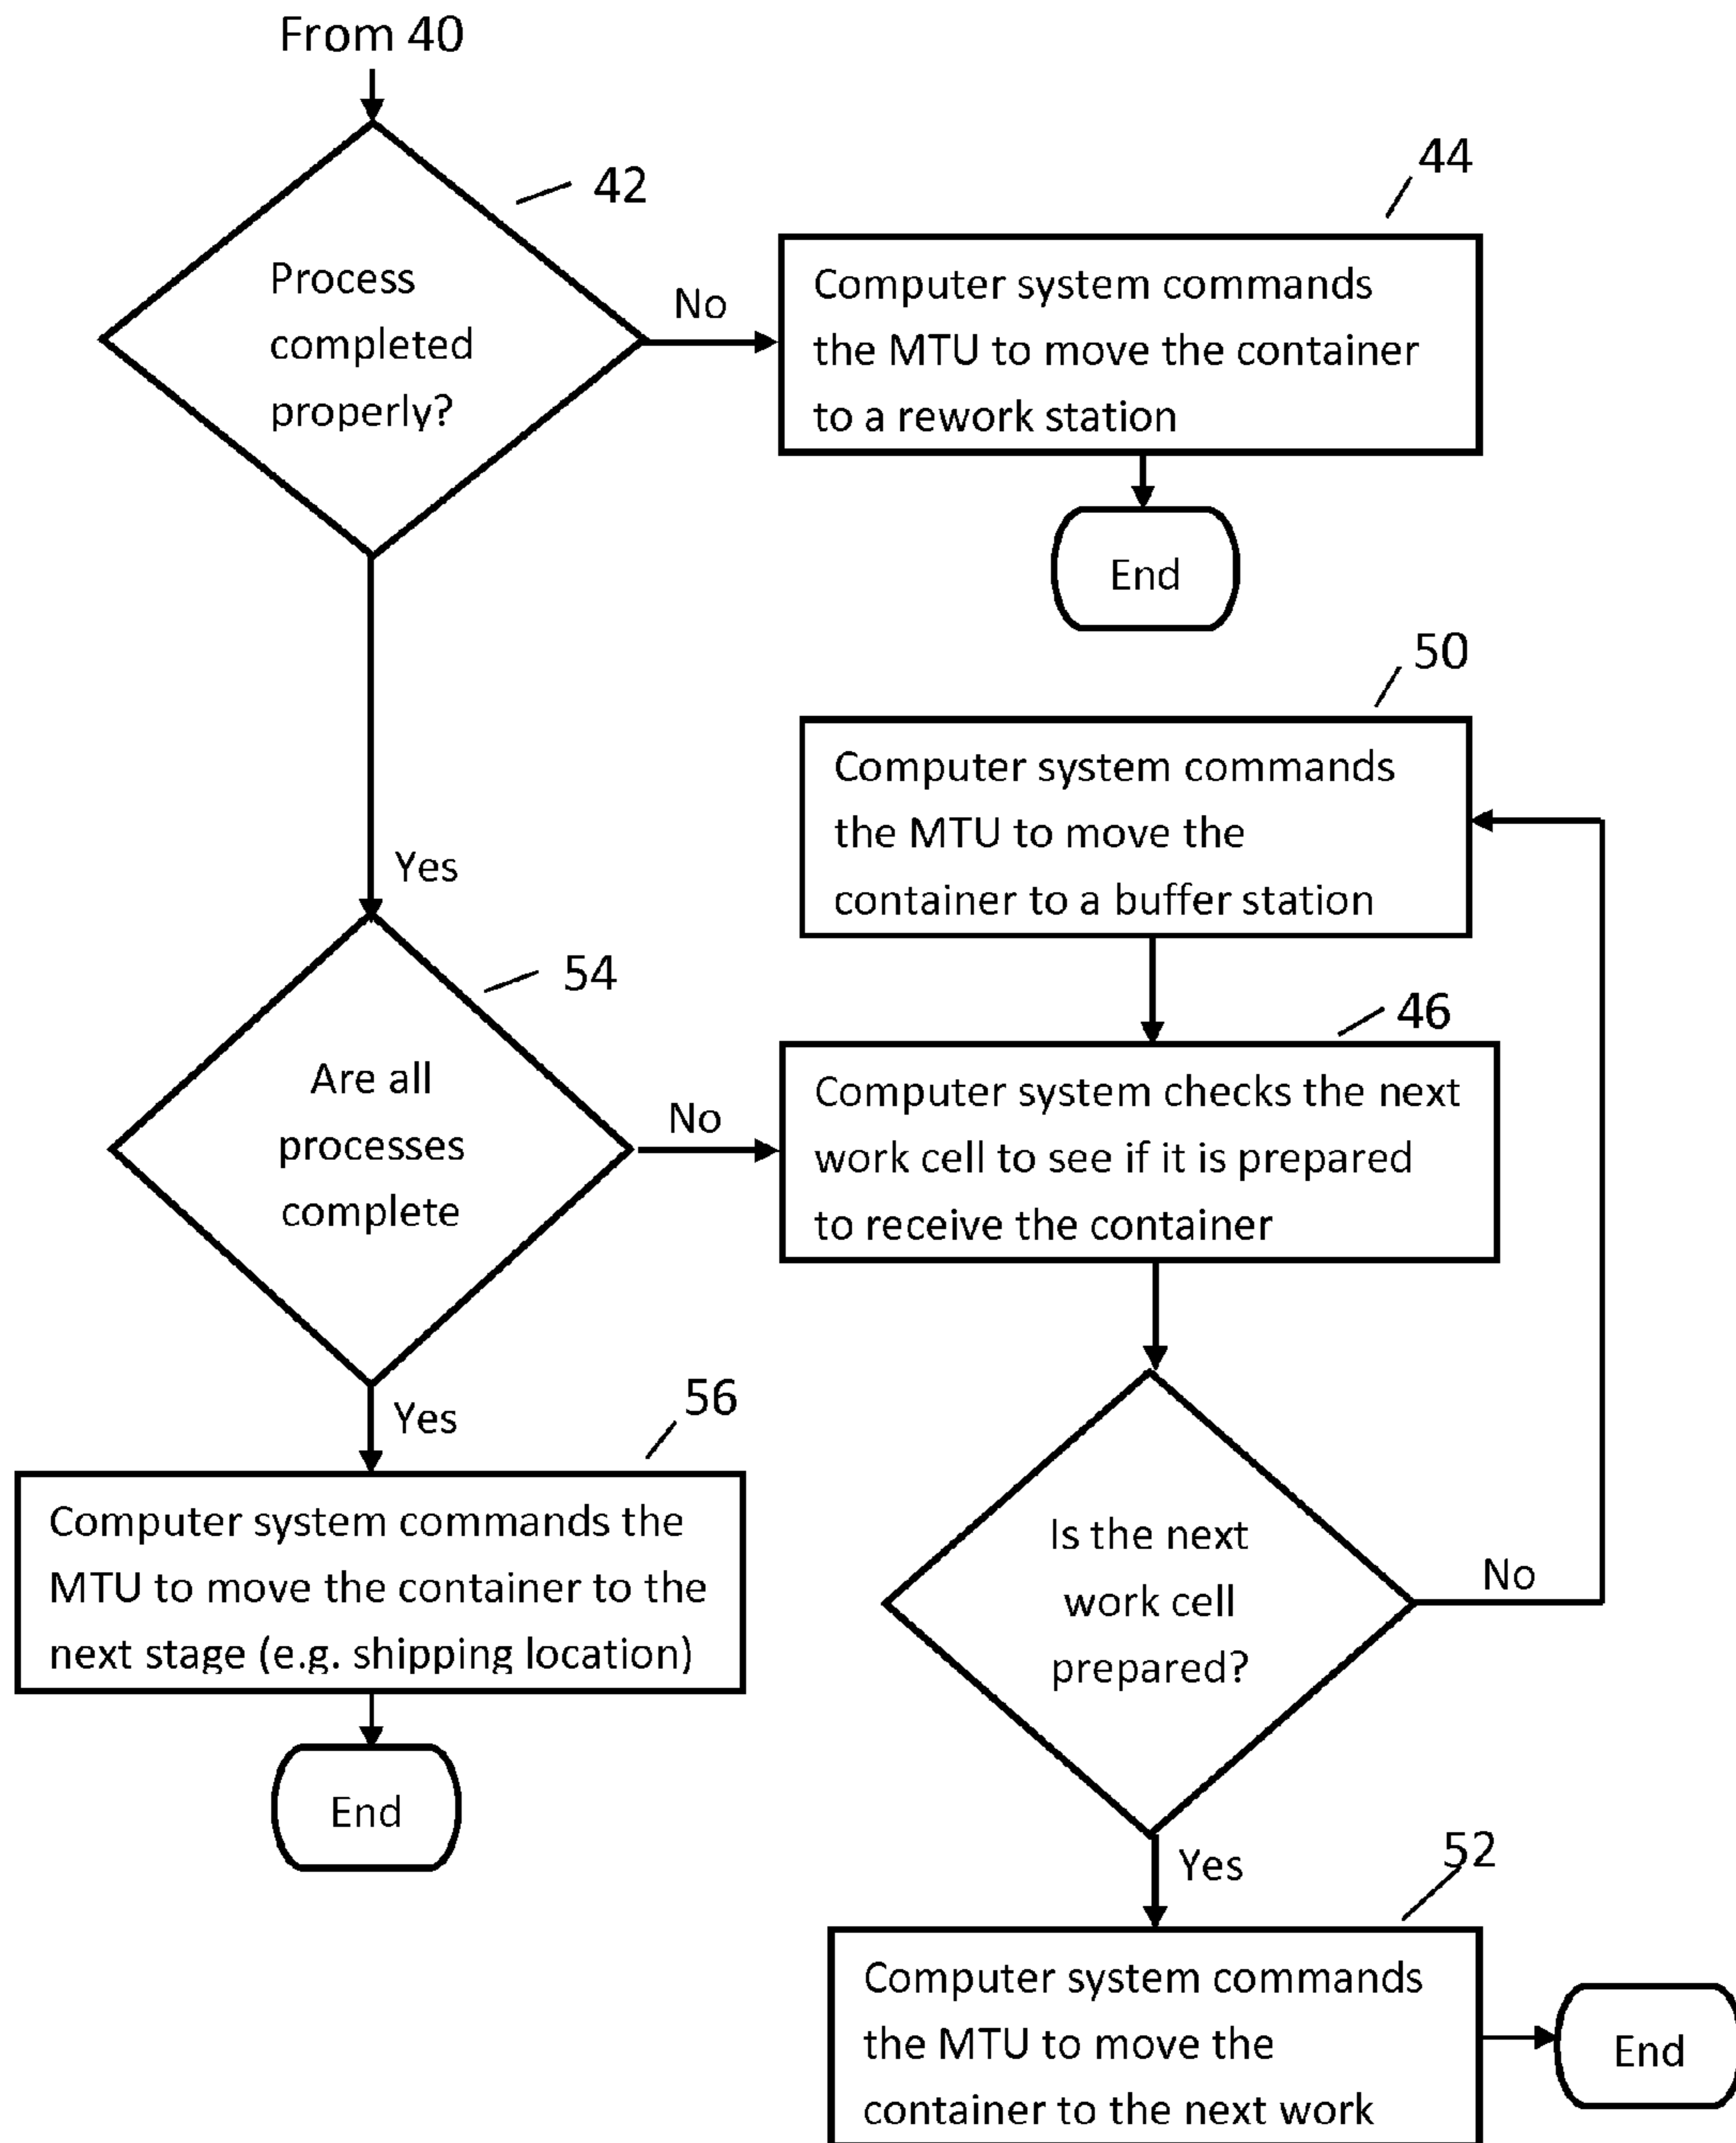 From 40
42
Process
completed
properly?
No
44
Computer system commands
the MTU to move the container
to a rework station
End
Yes
50
Computer system commands
the MTU to move the
container to a buffer station
54
Are all
processes
complete
No
46
Computer system checks the next
work cell to see if it is prepared
to receive the container
Yes
56
Computer system commands the
MTU to move the container to the
next stage (e.g. shipping location)
End
Is the next
work cell
prepared?
No
Yes
52
Computer system commands
the MTU to move the
container to the next work
End